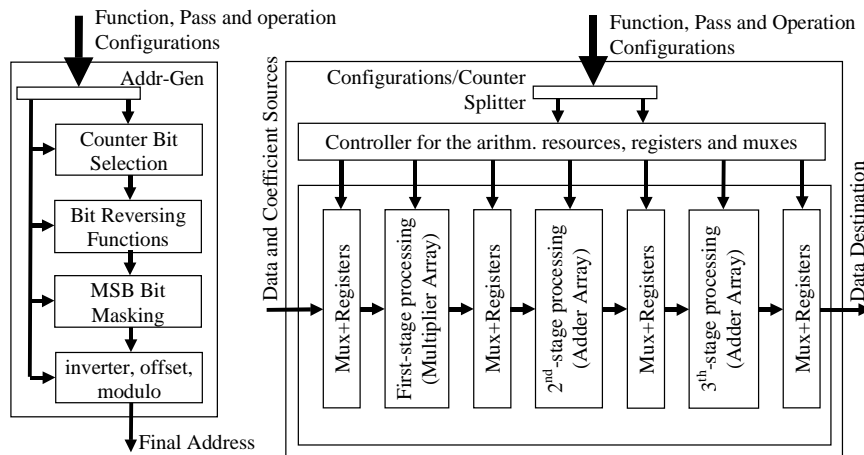 Function, Pass and operation
Configurations
Addr-Gen
Counter Bit
Selection
Bit Reversing
Functions
MSB Bit
Masking
inverter, offset,
modulo
Final Address
Function, Pass and Operation
Configurations
Configurations/Counter
Splitter
Controller for the arithm. resources, registers and muxes
Data and Coefficient Sources
Mux+Registers
First-stage processing
(Multiplier Array)
Mux+Registers
2nd-stage processing
(Adder Array)
Mux+Registers
3th-stage processing
(Adder Array)
Mux+Registers
Data Destination